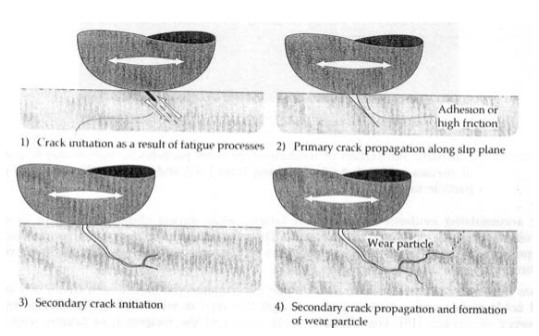 Adhesion or
high friction
1) Crack initiation as a result of fatigue processes
2) Primary crack propagation along slip plane
Wear particle
3) Secondary crack initiation
4) Secondary crack propagation and formation
of wear particle